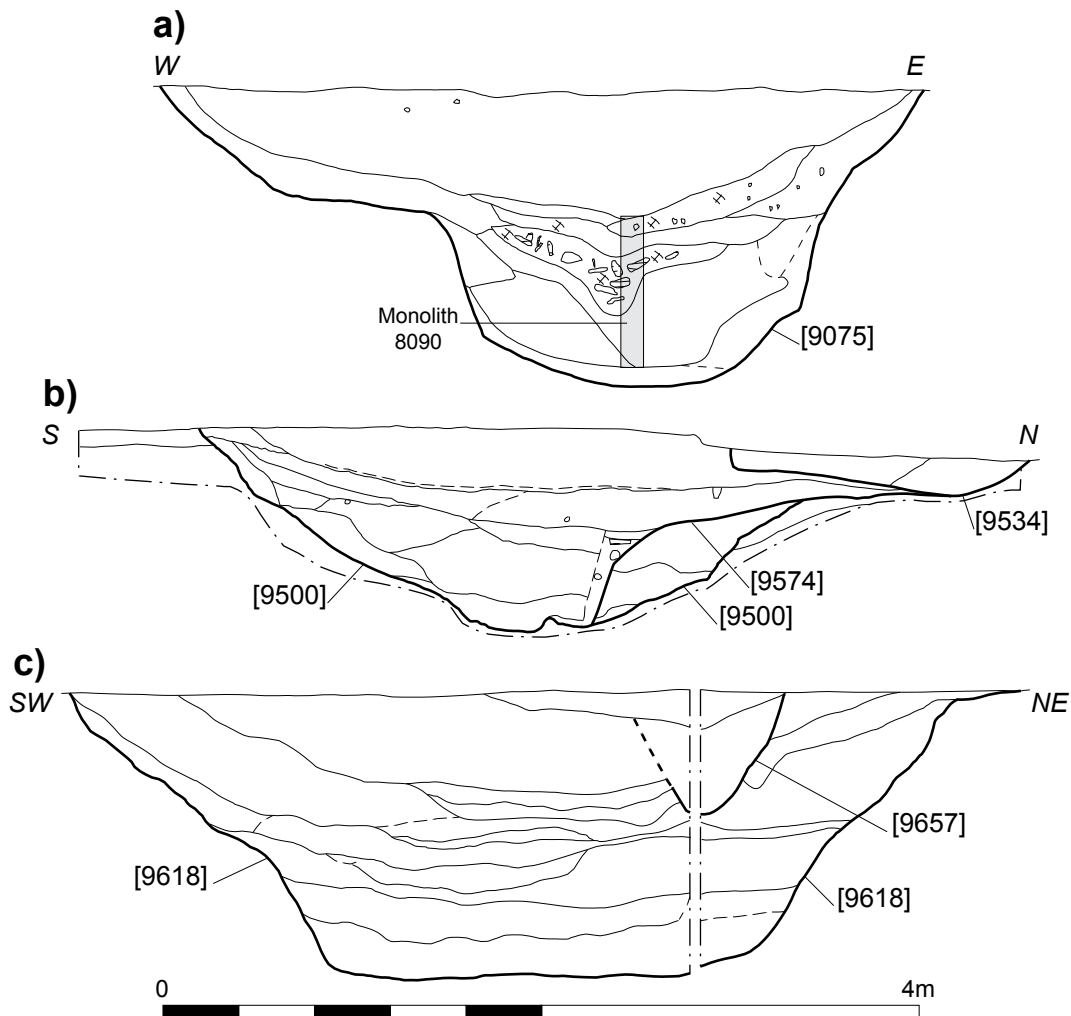 a)
W E
Monolith
8090
[9075]
b)
S N
[9534]
[9574]
[9500] [9500]
c)
SW NE
[9657]
[9618]
[9618]
0 4m